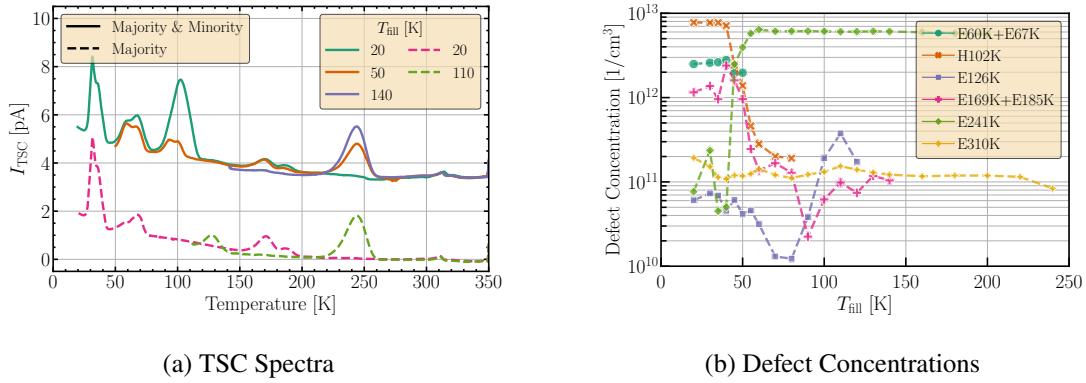 Majority & Minority
Majority
T_fill [K]
20
50
140
20
110
10
8
6
4
2
0
I_TSC [pA]
0 50 100 150 200 250 300 350
Temperature [K]
(a) TSC Spectra
10^13
10^12
10^11
10^10
Defect Concentration [1/cm^3]
E60K+E67K
H102K
E126K
E169K+E185K
E241K
E310K
0 50 100 150 200 250
T_fill [K]
(b) Defect Concentrations